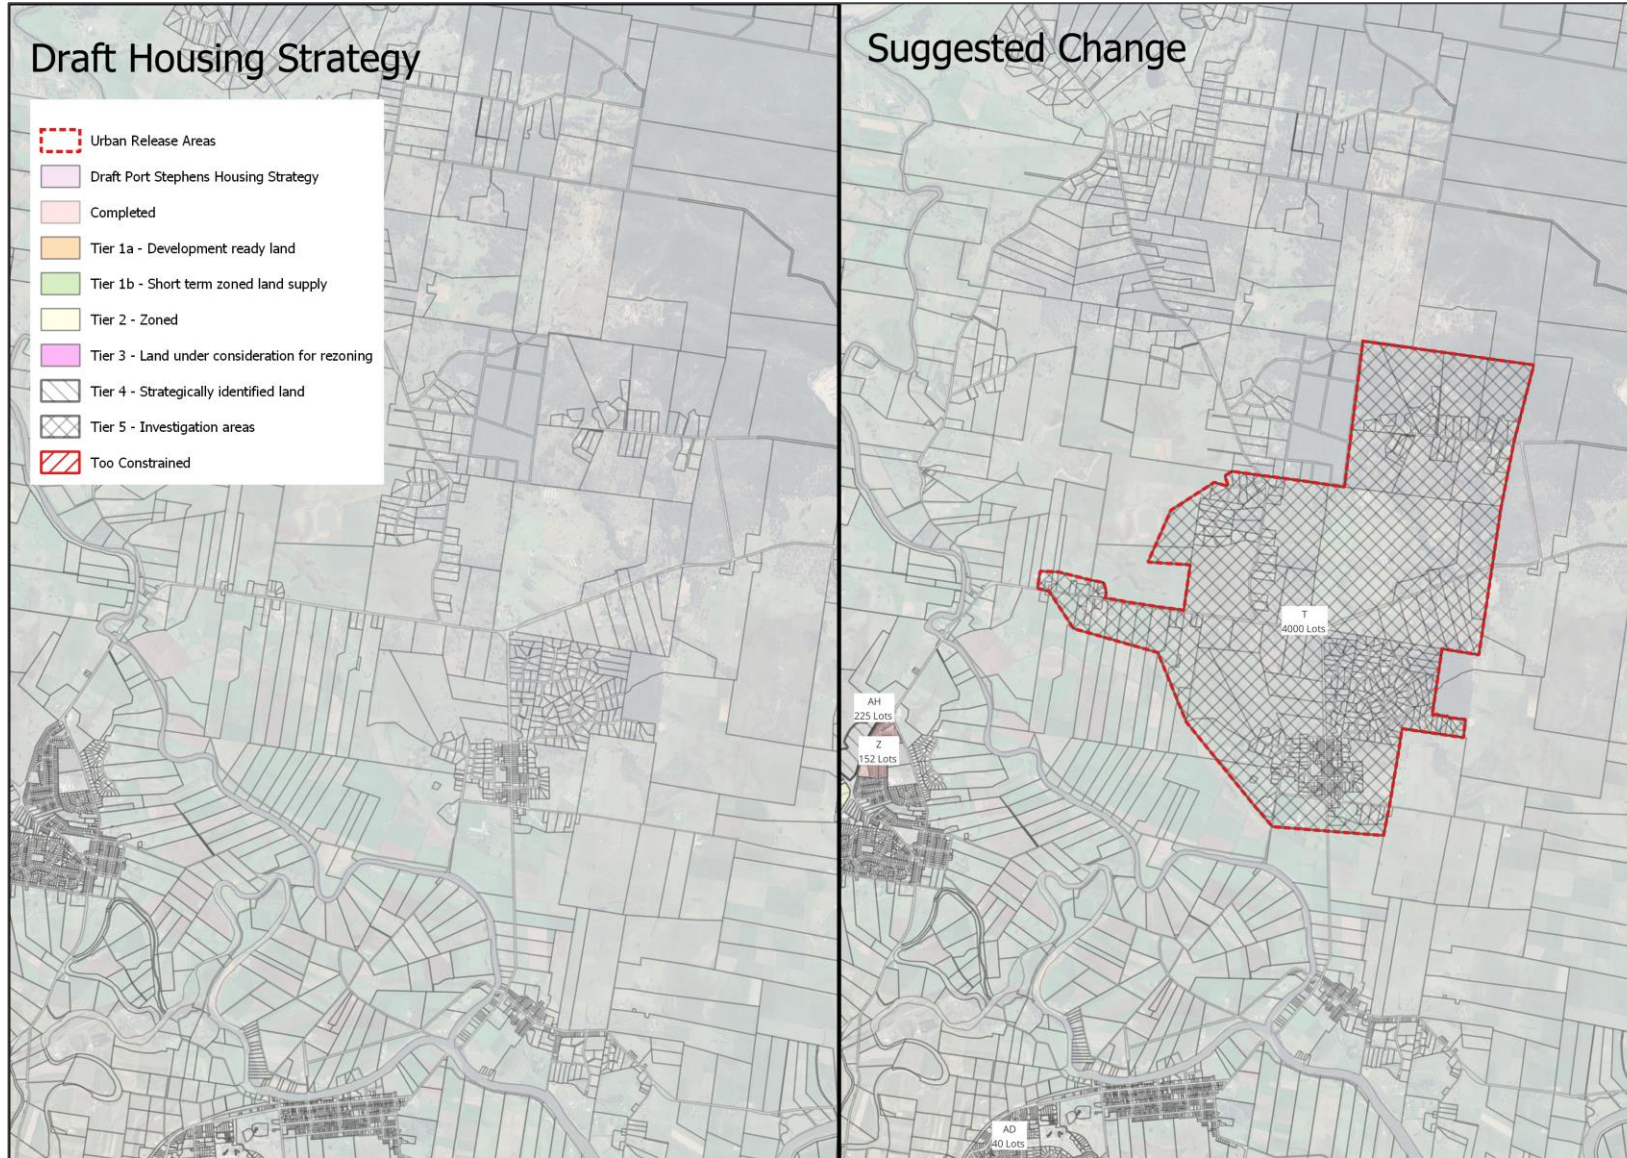 Draft Housing Strategy
Urban Release Areas
Draft Port Stephens Housing Strategy
Completed
Tier 1a - Development ready land
Tier 1b - Short term zoned land supply
Tier 2 - Zoned
Tier 3 - Land under consideration for rezoning
Tier 4 - Strategically identified land
Tier 5 - Investigation areas
Too Constrained
Suggested Change
T
4000 Lots
AH
225 Lots
Z
152 Lots
AD
40 Lots